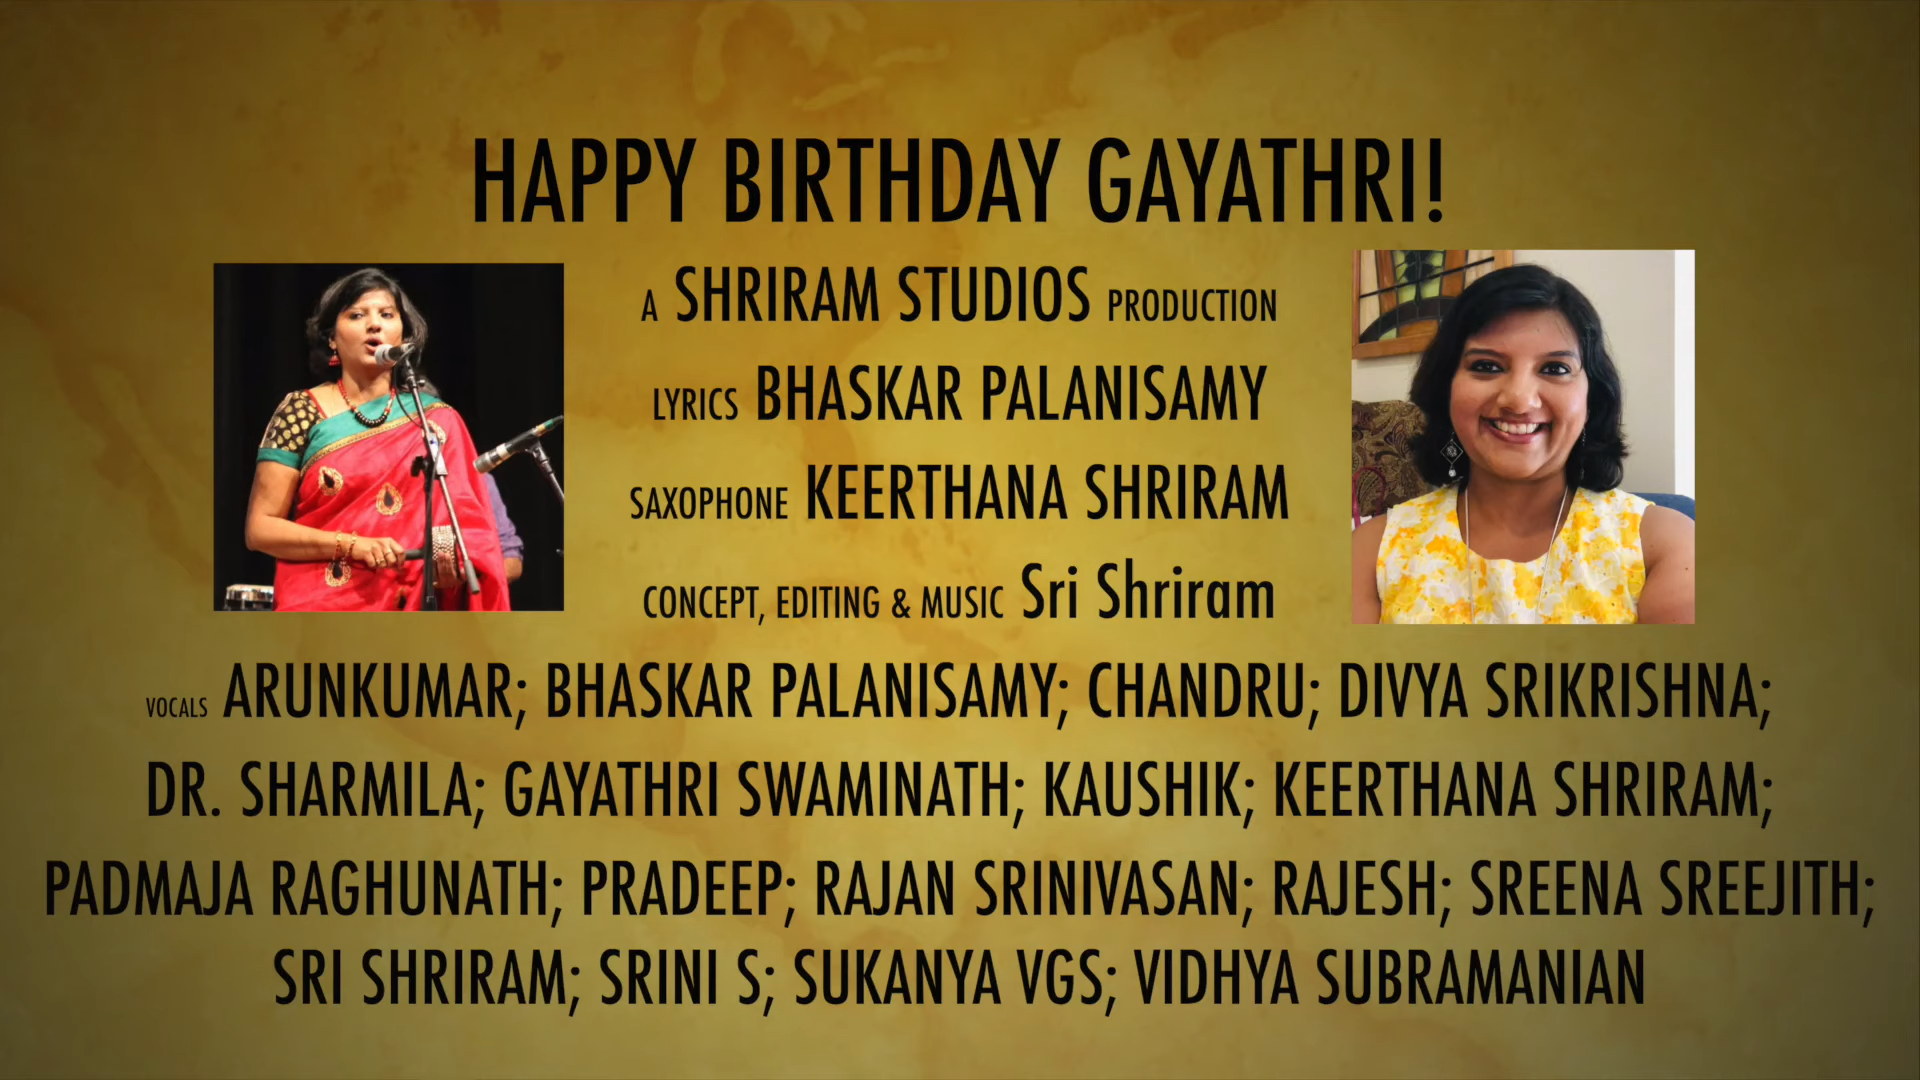 HAPPY BIRTHDAY GAYATHRI!
A SHRIRAM STUDIOS PRODUCTION
LYRICS BHASKAR PALANISAMY
SAXOPHONE KEERTHANA SHRIRAM
CONCEPT, EDITING & MUSIC Sri Shriram
VOCALS ARUNKUMAR; BHASKAR PALANISAMY; CHANDRU; DIVYA SRIKRISHNA;
DR. SHARMILA; GAYATHRI SWAMINATH; KAUSHIK; KEERTHANA SHRIRAM;
PADMAJA RAGHUNATH; PRADEEP; RAJAN SRINIVASAN; RAJESH; SREENA SREEJITH;
SRI SHRIRAM; SRINI S; SUKANYA VGS; VIDHYA SUBRAMANIAN